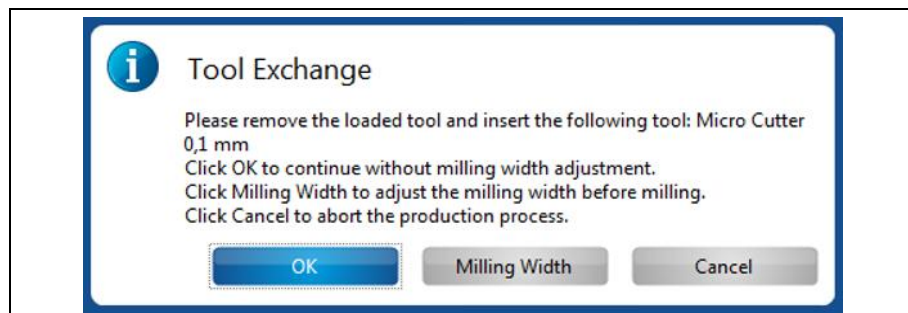 Tool Exchange
Please remove the loaded tool and insert the following tool: Micro Cutter
0,1 mm
Click OK to continue without milling width adjustment.
Click Milling Width to adjust the milling width before milling.
Click Cancel to abort the production process.
OK Milling Width Cancel